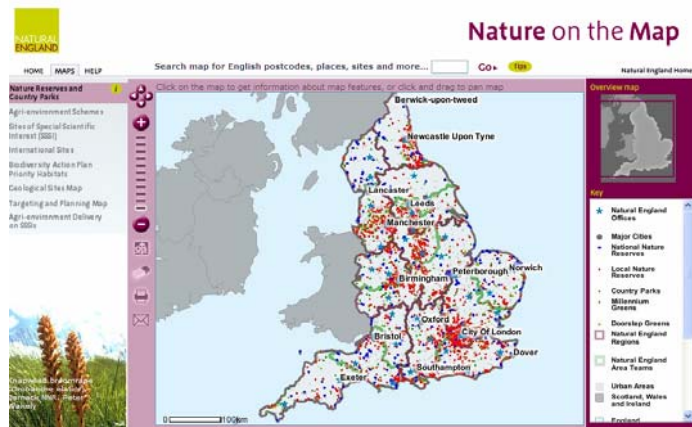 NATURAL
ENGLAND
Nature on the Map
HOME MAPS HELP
Search map for English postcodes, places, sites and more...
Go
Tips
Natural England Home
Nature Reserves and
Country Parks
i
Agri-environment Schemes
Sites of Special Scientific
Interest (SSSI)
International Sites
Biodiversity Action Plan
Priority Habitats
Geological Sites Map
Targeting and Planning Map
Agri-environment Delivery
on SSSIs
Click on the map to get information about map features, or click and drag to pan map
Berwick-upon-tweed
Newcastle Upon Tyne
Lancaster
Leeds
Manchester
Peterborough
Norwich
Birmingham
Oxford
City Of London
Bristol
Dover
Southampton
Exeter
0 100km
Overview map
Key
Natural England
Offices
Major Cities
National Nature
Reserves
Local Nature
Reserves
Country Parks
Millennium
Greens
Doorstep Greens
Natural England
Regions
Natural England
Area Teams
Urban Areas
Scotland, Wales
and Ireland
England
Knapweed Broomrape
Peter
Wakely